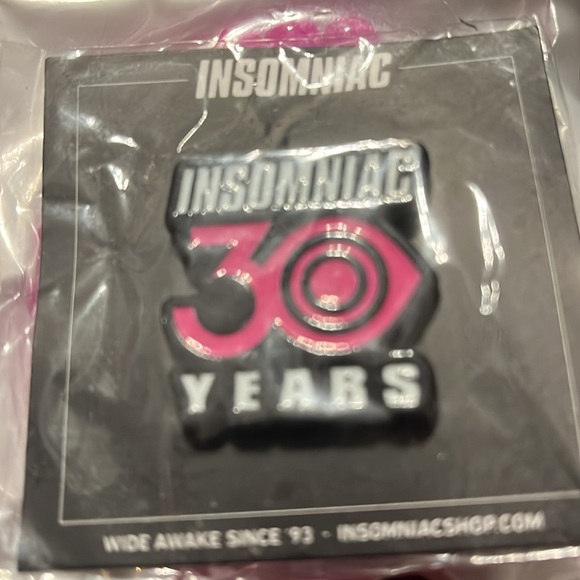 INSOMNIAC
INSOMNIAC
30
YEARS
WIDE AWAKE SINCE '93 - INSOMNIACSHOP.COM